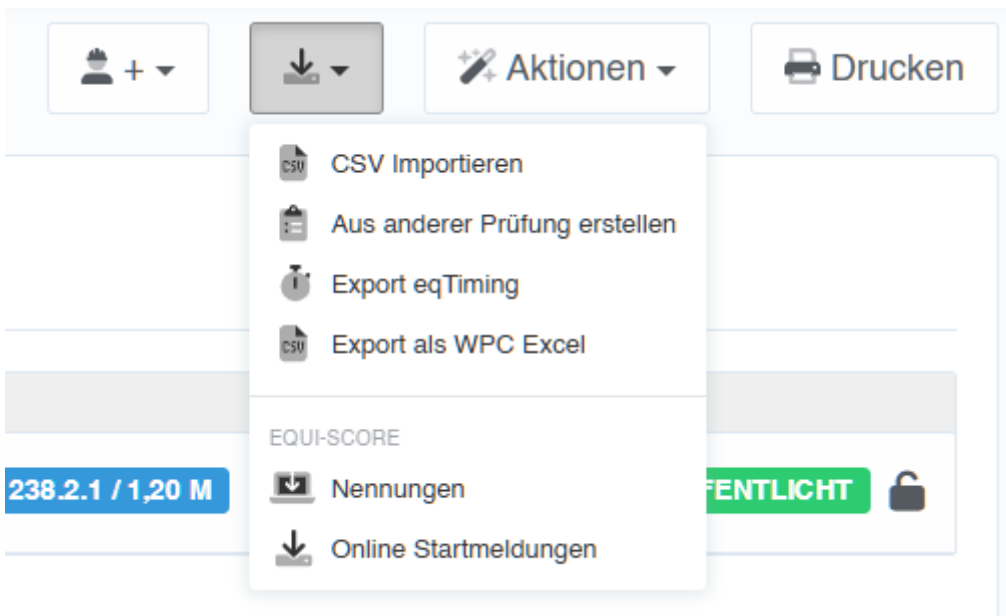 + Aktionen Drucken
CSV Importieren
Aus anderer Prüfung erstellen
Export eqTiming
Export als WPC Excel
EQUI-SCORE
238.2.1 / 1,20 M Nennungen FENTLICHT
Online Startmeldungen